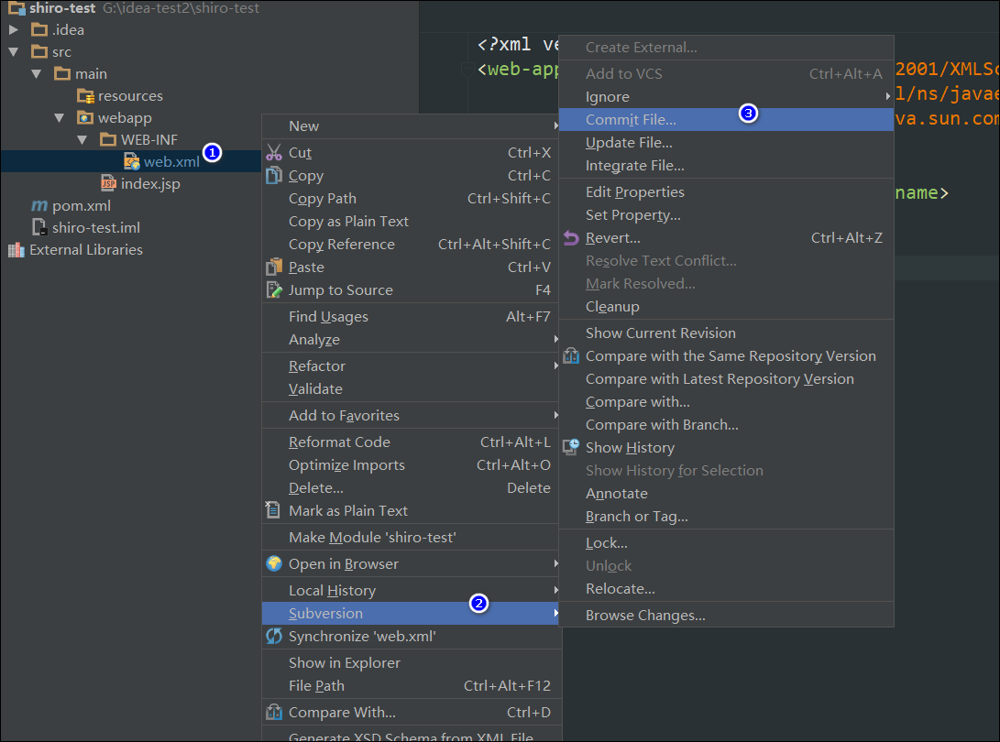 shiro-test G:\idea-test2\shiro-test
.idea
src
main
resources
webapp
WEB-INF
web.xml 1
index.jsp
pom.xml
shiro-test.iml
External Libraries
<?xml ve
<web-app
2001/XMLSc
l/ns/javae
va.sun.com
name>
New
Cut Ctrl+X
Copy Ctrl+C
Copy Path Ctrl+Shift+C
Copy as Plain Text
Copy Reference Ctrl+Alt+Shift+C
Paste Ctrl+V
Jump to Source F4
Find Usages Alt+F7
Analyze
Refactor
Validate
Add to Favorites
Reformat Code Ctrl+Alt+L
Optimize Imports Ctrl+Alt+O
Delete... Delete
Mark as Plain Text
Make Module 'shiro-test'
Open in Browser
Local History
Subversion 2
Synchronize 'web.xml'
Show in Explorer
File Path Ctrl+Alt+F12
Compare With... Ctrl+D
Generate XSD Schema from XML File
Create External...
Add to VCS Ctrl+Alt+A
Ignore
Commit File... 3
Update File...
Integrate File...
Edit Properties
Set Property...
Revert... Ctrl+Alt+Z
Resolve Text Conflict...
Mark Resolved...
Cleanup
Show Current Revision
Compare with the Same Repository Version
Compare with Latest Repository Version
Compare with...
Compare with Branch...
Show History
Show History for Selection
Annotate
Branch or Tag...
Lock...
Unlock
Relocate...
Browse Changes...